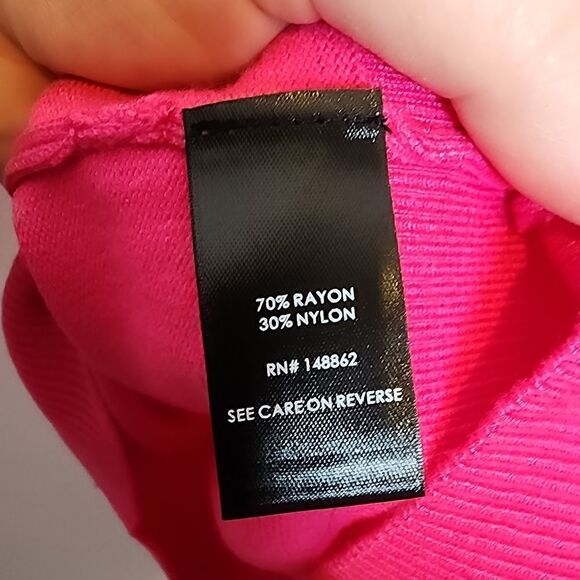 70% RAYON
30% NYLON
RN# 148862
SEE CARE ON REVERSE